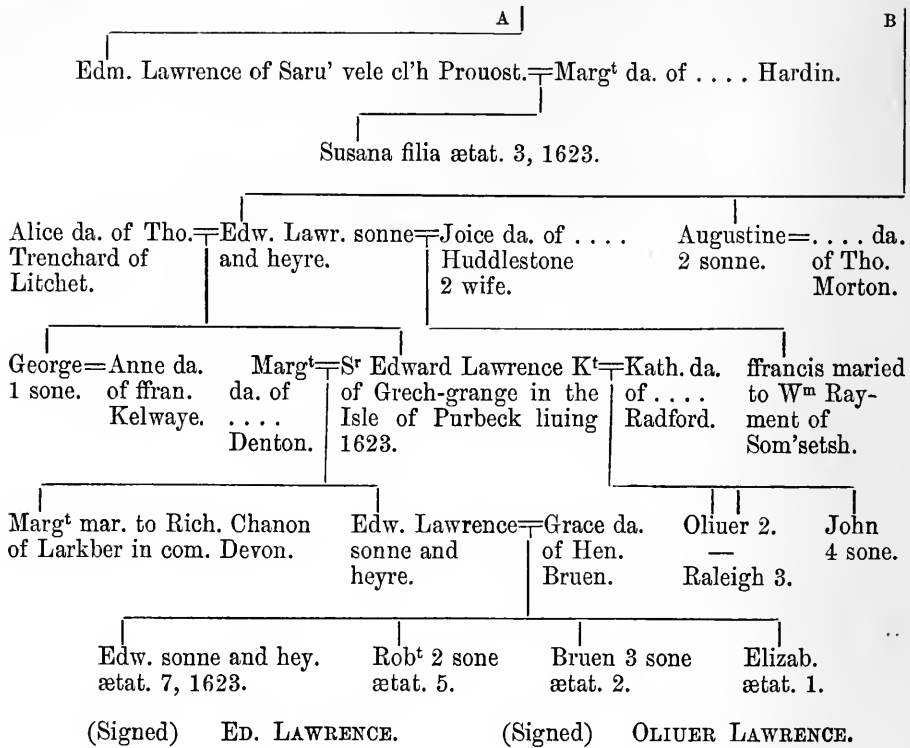 A B
Edm. Lawrence of Saru' vele cl'h Prouost.=Margᵗ da. of .... Hardin.
Susana filia ætat. 3, 1623.
Alice da. of Tho.=Edw. Lawr. sonne=Joice da. of .... Augustine=.... da.
Trenchard of and heyre. Huddlestone 2 sonne. of Tho.
Litchet. 2 wife. Morton.
George=Anne da. Margᵗ=Sʳ Edward Lawrence Kᵗ=Kath. da. ffrancis maried
1 sone. of ffran. da. of of Grech-grange in the of .... to Wᵐ Ray-
Kelwaye. .... Isle of Purbeck liuing Radford. ment of
Denton. 1623. Som'setsh.
Margᵗ mar. to Rich. Chanon Edw. Lawrence=Grace da. Oliuer 2. John
of Larkber in com. Devon. sonne and of Hen. — 4 sone.
heyre. Bruen. Raleigh 3.
Edw. sonne and hey. Robᵗ 2 sone Bruen 3 sone Elizab.
ætat. 7, 1623. ætat. 5. ætat. 2. ætat. 1.
(Signed) ED. LAWRENCE. (Signed) OLIUER LAWRENCE.